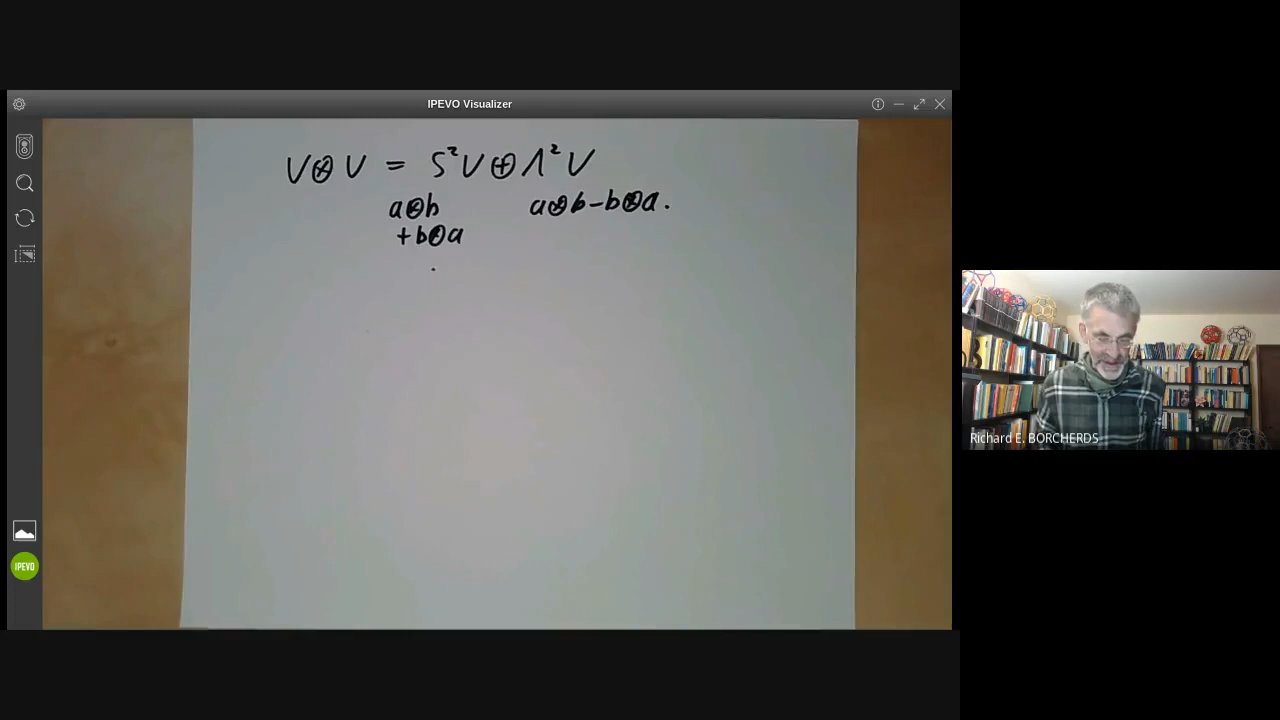 IPEVO Visualizer
V⊗V = S²V⊕Λ²V
a⊗b a⊗b-b⊗a.
+b⊗a
IPEVO
Richard E. BORCHERDS